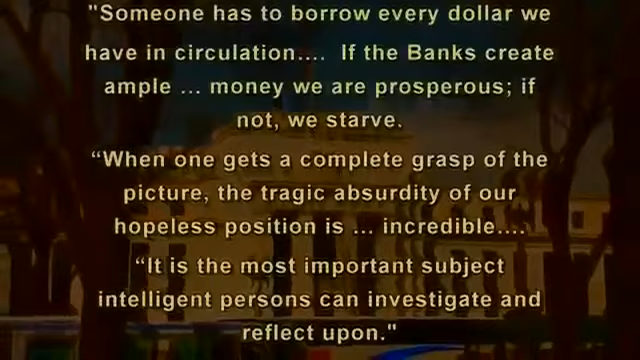 "Someone has to borrow every dollar we
have in circulation.... If the Banks create
ample ... money we are prosperous; if
not, we starve.
“When one gets a complete grasp of the
picture, the tragic absurdity of our
hopeless position is ... incredible....
“It is the most important subject
intelligent persons can investigate and
reflect upon."